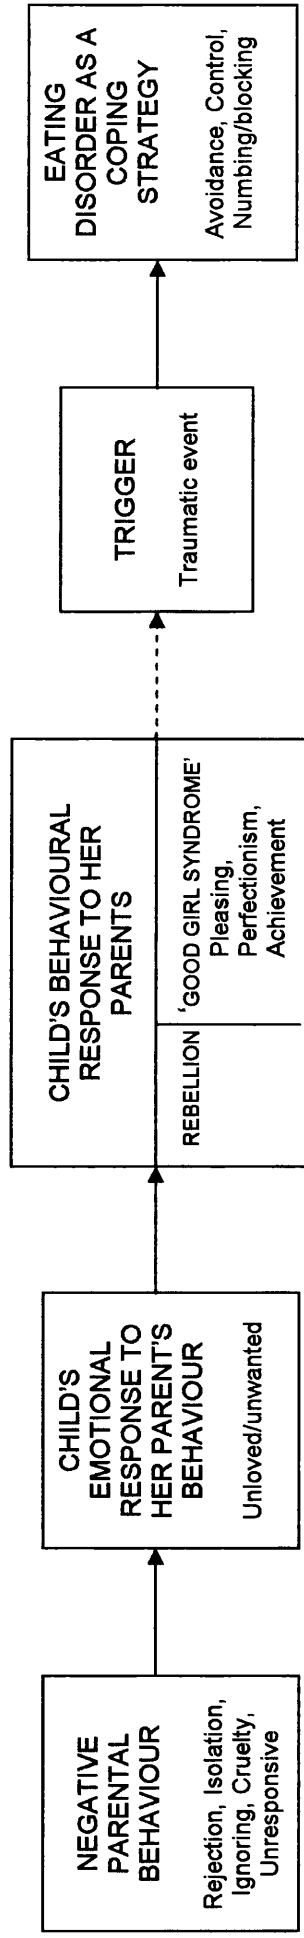 NEGATIVE
PARENTAL
BEHAVIOUR
Rejection, Isolation,
Ignoring, Cruelty,
Unresponsive
CHILD'S
EMOTIONAL
RESPONSE TO
HER PARENT'S
BEHAVIOUR
Unloved/unwanted
CHILD'S BEHAVIOURAL
RESPONSE TO HER
PARENTS
REBELLION
'GOOD GIRL SYNDROME'
Pleasing,
Perfectionism,
Achievement
TRIGGER
Traumatic event
EATING
DISORDER AS A
COPING
STRATEGY
Avoidance, Control,
Numbing/blocking